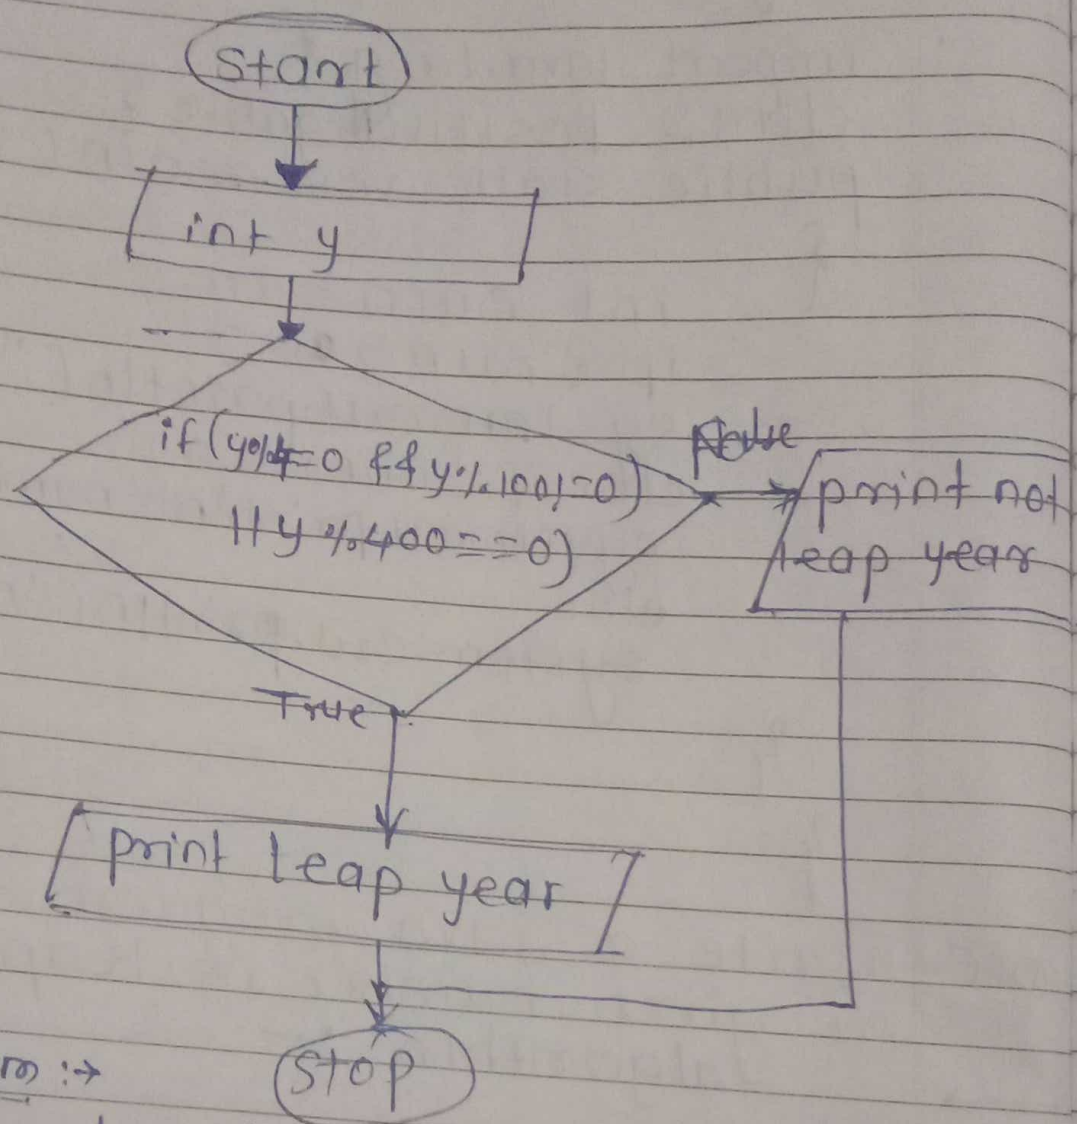 Start
int y
if (y%4=0 && y%100!=0)
|| y%400==0)
False
print not
leap year
True
print leap year
Stop
m :→